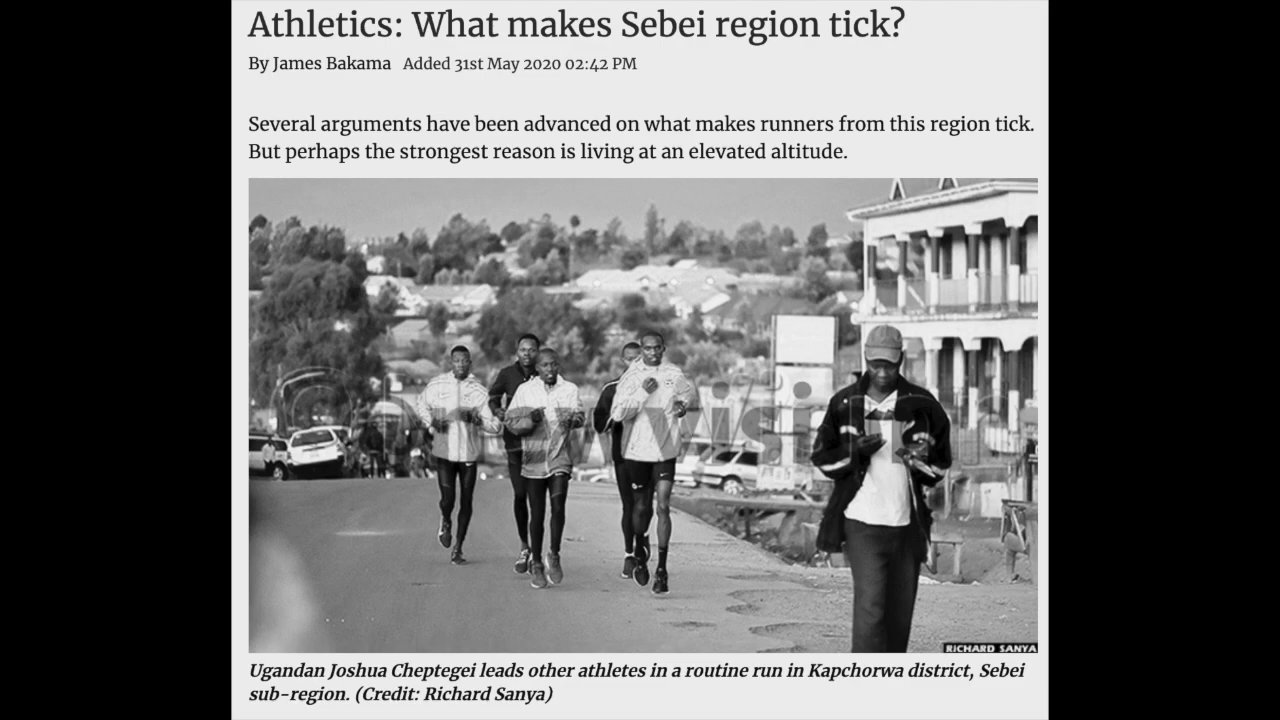 Athletics: What makes Sebei region tick?
By James Bakama Added 31st May 2020 02:42 PM
Several arguments have been advanced on what makes runners from this region tick.
But perhaps the strongest reason is living at an elevated altitude.
RICHARD SANYA
Ugandan Joshua Cheptegei leads other athletes in a routine run in Kapchorwa district, Sebei
sub-region. (Credit: Richard Sanya)